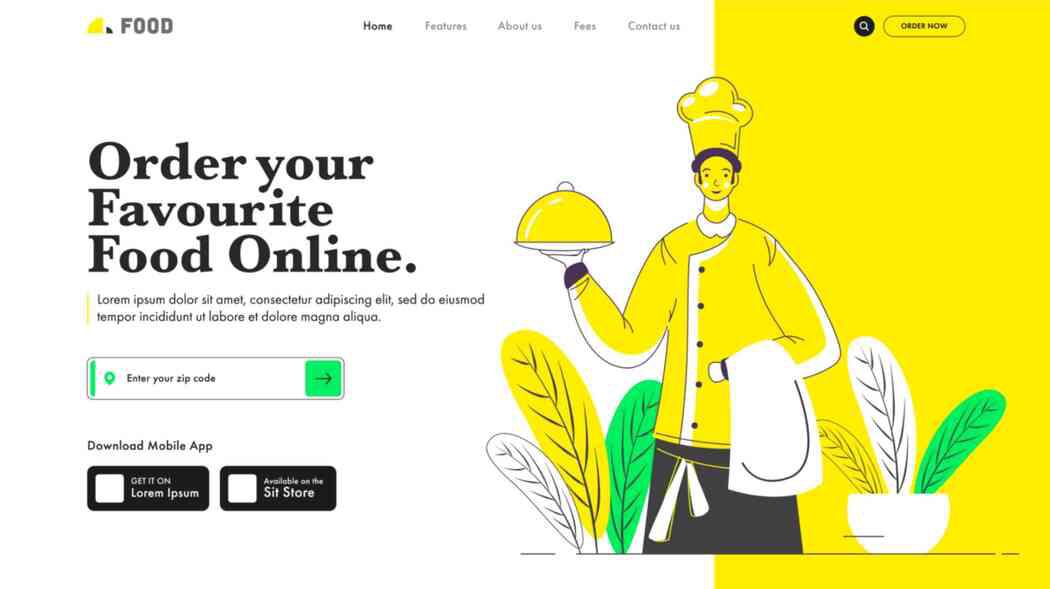 FOOD
Home Features About us Fees Contact us
ORDER NOW
Order your
Favourite
Food Online.
Lorem ipsum dolor sit amet, consectetur adipiscing elit, sed do eiusmod
tempor incididunt ut labore et dolore magna aliqua.
Enter your zip code
Download Mobile App
GET IT ON
Lorem Ipsum
Available on the
Sit Store